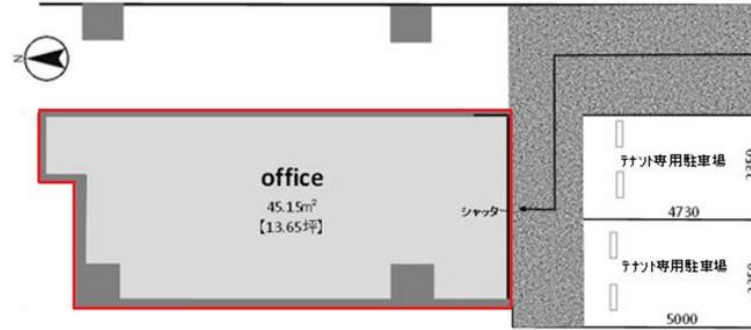 N
office
45.15m²
【13.65坪】
シャッター
テナント専用駐車場
4730
テナント専用駐車場
5000